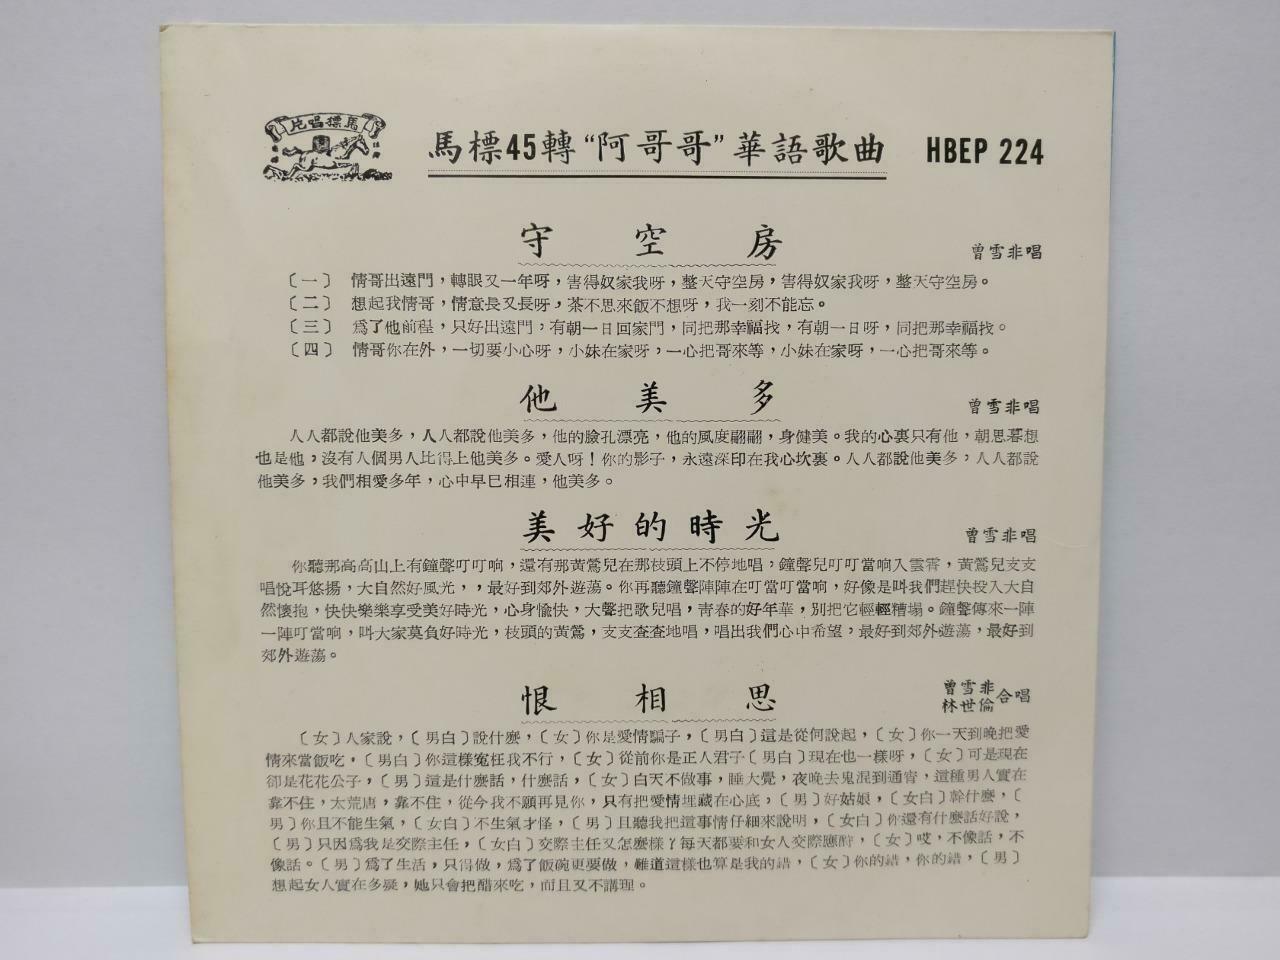 馬標唱片
馬標45轉“阿哥哥”華語歌曲 HBEP 224
守空房 曾雪非唱
〔一〕 情哥出遠門，轉眼又一年呀，害得奴家我呀，整天守空房，害得奴家我呀，整天守空房。
〔二〕 想起我情哥，情意長又長呀，茶不思來飯不想呀，我一刻不能忘。
〔三〕 爲了他前程，只好出遠門，有朝一日回家門，同把那幸福找，有朝一日呀，同把那幸福找。
〔四〕 情哥你在外，一切要小心呀，小妹在家呀，一心把哥來等，小妹在家呀，一心把哥來等。
他美多 曾雪非唱
人人都說他美多，人人都說他美多，他的臉孔漂亮，他的風度翩翩，身健美。我的心裏只有他，朝思暮想
也是他，沒有人個男人比得上他美多。愛人呀！你的影子，永遠深印在我心坎裏。人人都說他美多，人人都說
他美多，我們相愛多年，心中早巳相連，他美多。
美好的時光 曾雪非唱
你聽那高高山上有鐘聲叮叮响，還有那黃鶯兒在那枝頭上不停地唱，鐘聲兒叮叮當响入雲霄，黃鶯兒支支
唱悅耳悠揚，大自然好風光，，最好到郊外遊蕩。你再聽鐘聲陣陣在叮當叮當响，好像是叫我們趕快投入大自
然懷抱，快快樂樂享受美好時光，心身愉快，大聲把歌兒唱，靑春的好年華，別把它輕輕糟塌。鐘聲傳來一陣
一陣叮當响，叫大家莫負好時光，枝頭的黃鶯，支支查查地唱，唱出我們心中希望，最好到郊外遊蕩，最好到
郊外遊蕩。
恨相思 曾雪非
林世倫 合唱
〔女〕人家說，〔男白〕說什麽，〔女〕你是愛情騙子，〔男白〕這是從何說起，〔女〕你一天到晚把愛
情來當飯吃，〔男白〕你這樣寃枉我不行，〔女〕從前你是正人君子〔男白〕現在也一樣呀，〔女〕可是現在
卻是花花公子，〔男〕這是什麽話，什麽話，〔女〕白天不做事，睡大覺，夜晚去鬼混到通宵，這種男人實在
靠不住，太荒唐，靠不住，從今我不願再見你，只有把愛情埋藏在心底，〔男〕好姑娘，〔女白〕幹什麽，〔
男〕你且不能生氣，〔女白〕不生氣才怪，〔男〕且聽我把這事情仔細來說明，〔女白〕你還有什麽話好說，
〔男〕只因爲我是交際主任，〔女白〕交際主任又怎麽樣？每天都要和女人交際應酧，〔女〕哎，不像話，不
像話。〔男〕爲了生活，只得做，爲了飯碗更要做，難道這樣也算是我的錯，〔女〕你的錯，你的錯，〔男〕
想起女人實在多疑，她只會把醋來吃，而且又不講理。